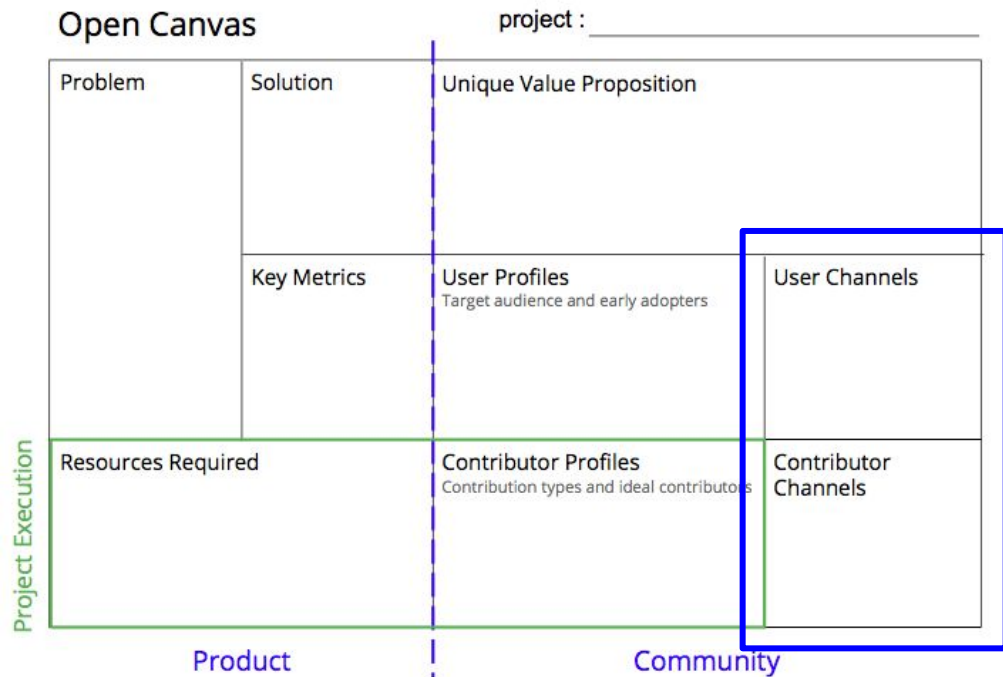 Open Canvas
project :
Problem
Solution
Unique Value Proposition
Key Metrics
User Profiles
Target audience and early adopters
User Channels
Project Execution
Resources Required
Contributor Profiles
Contribution types and ideal contributors
Contributor
Channels
Product
Community